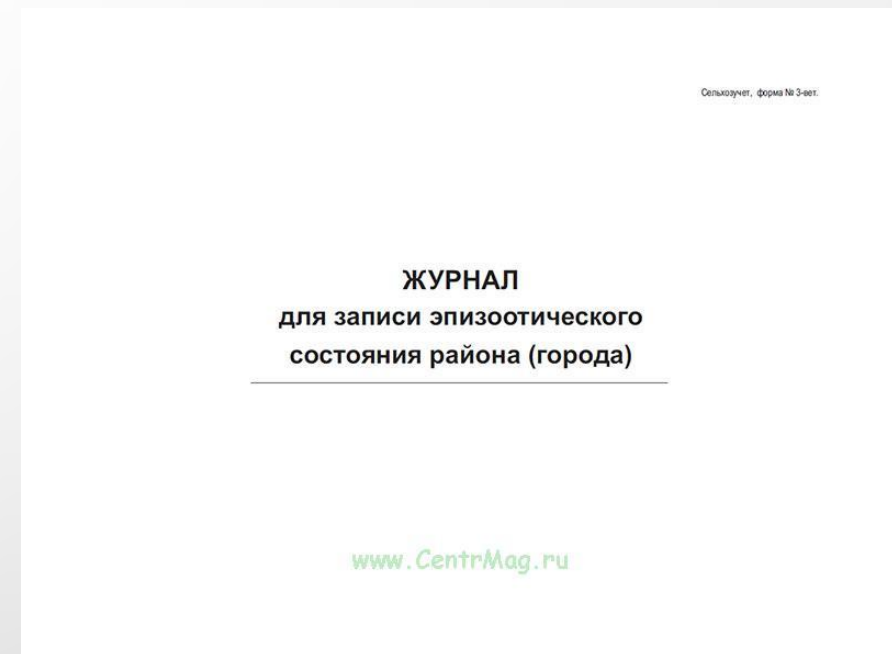 Сельхозучет, форма № 3-вет.
ЖУРНАЛ
для записи эпизоотического
состояния района (города)
www.CentrMag.ru